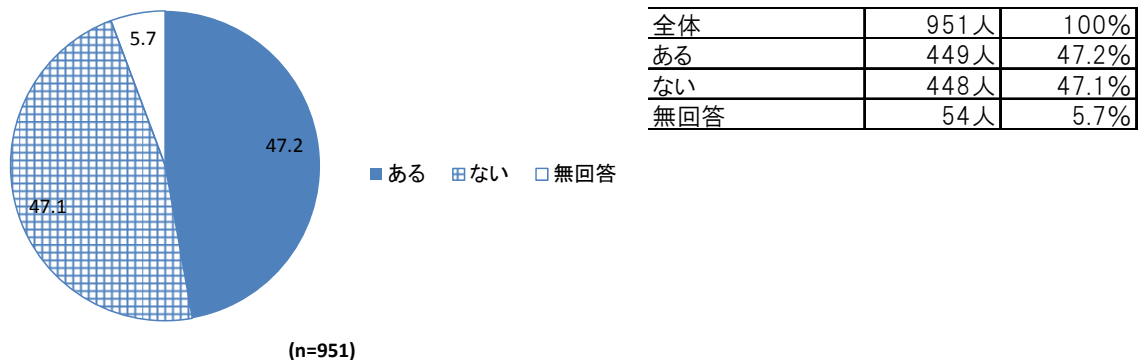 5.7
47.2
47.1
ある ない 無回答
(n=951)
全体 951人 100%
ある 449人 47.2%
ない 448人 47.1%
無回答 54人 5.7%